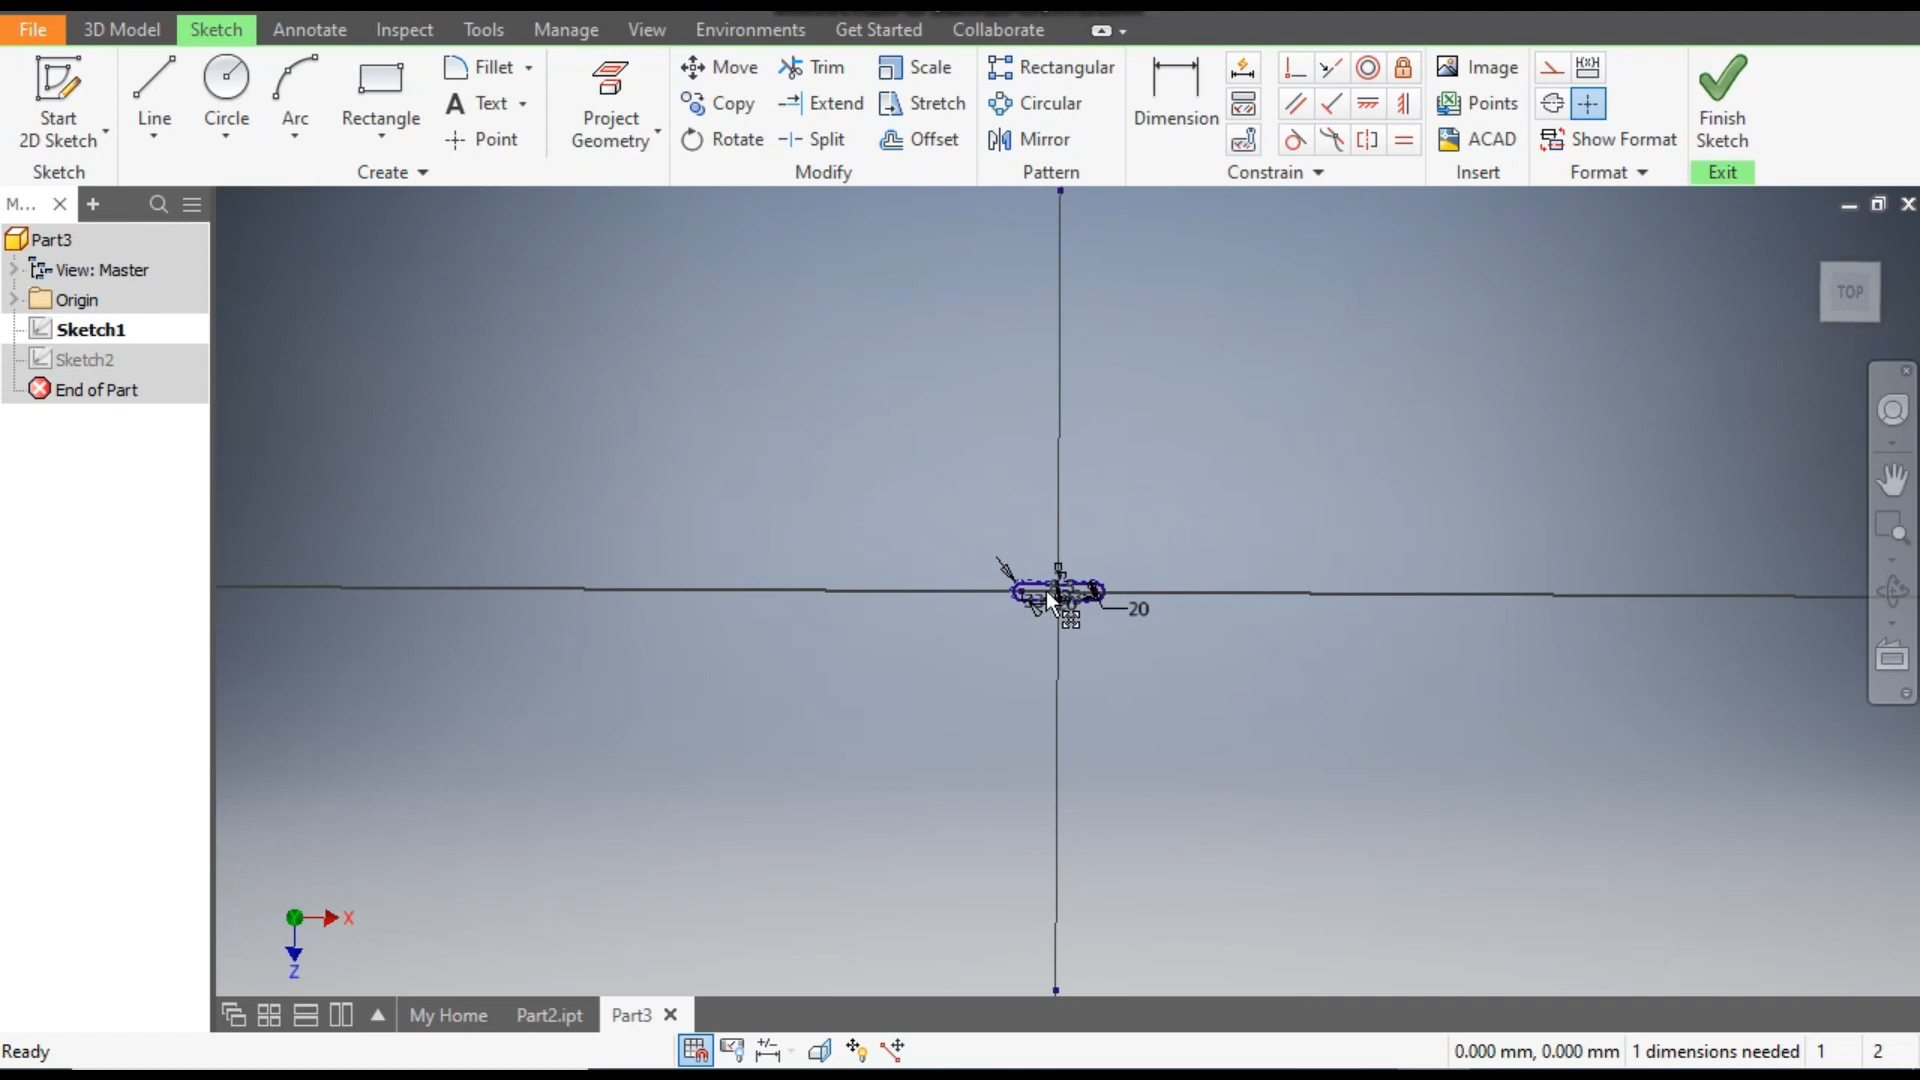 File 3D Model Sketch Annotate Inspect Tools Manage View Environments Get Started Collaborate
Start 2D Sketch
Line
Circle
Arc
Rectangle
Fillet
Text
Point
Project Geometry
Move
Copy
Rotate
Trim
Extend
Split
Scale
Stretch
Offset
Rectangular
Circular
Mirror
Dimension
Image
Points
ACAD
Show Format
Finish Sketch
Sketch Create Modify Pattern Constrain Insert Format Exit
M...
Part3
View: Master
Origin
Sketch1
Sketch2
End of Part
TOP
20
X
Z
My Home Part2.ipt Part3
Ready 0.000 mm, 0.000 mm 1 dimensions needed 1 2